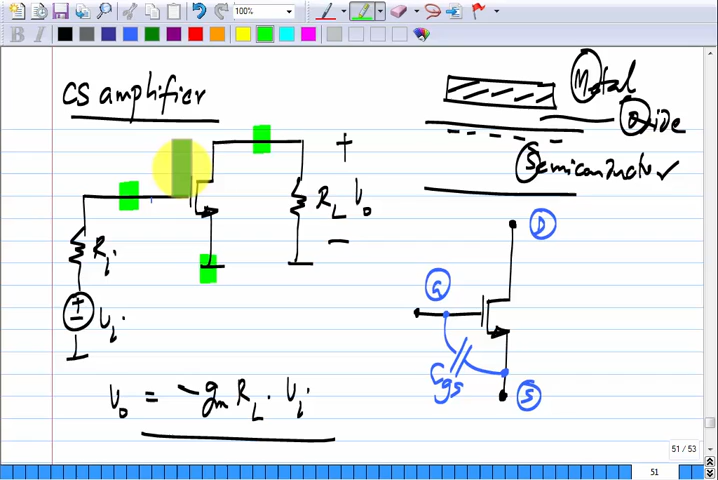 100%
B I
CS amplifier
Metal
Oxide
Semiconductor
+
R_L V_o
−
R_i
+
−
V_i
D
G
C_gs
S
V_o = −g_m R_L · V_i
51 / 53
51